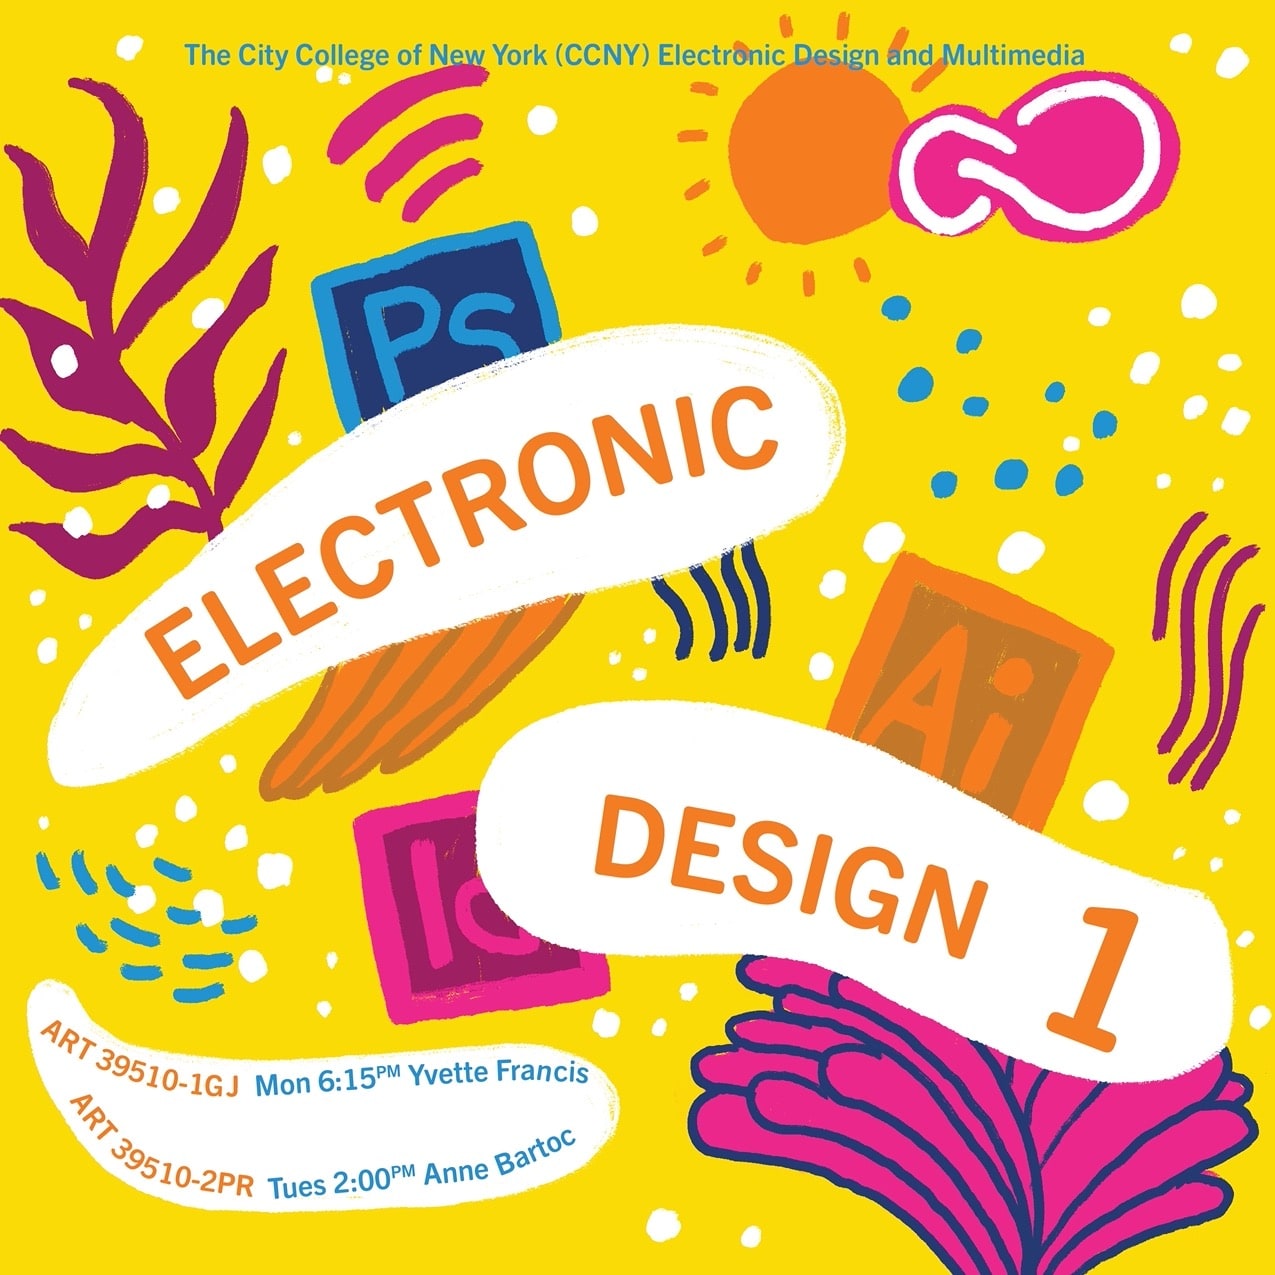 The City College of New York (CCNY) Electronic Design and Multimedia
Ps
ELECTRONIC
Ai
DESIGN 1
Id
ART 39510-1GJ Mon 6:15PM Yvette Francis
ART 39510-2PR Tues 2:00PM Anne Bartoc